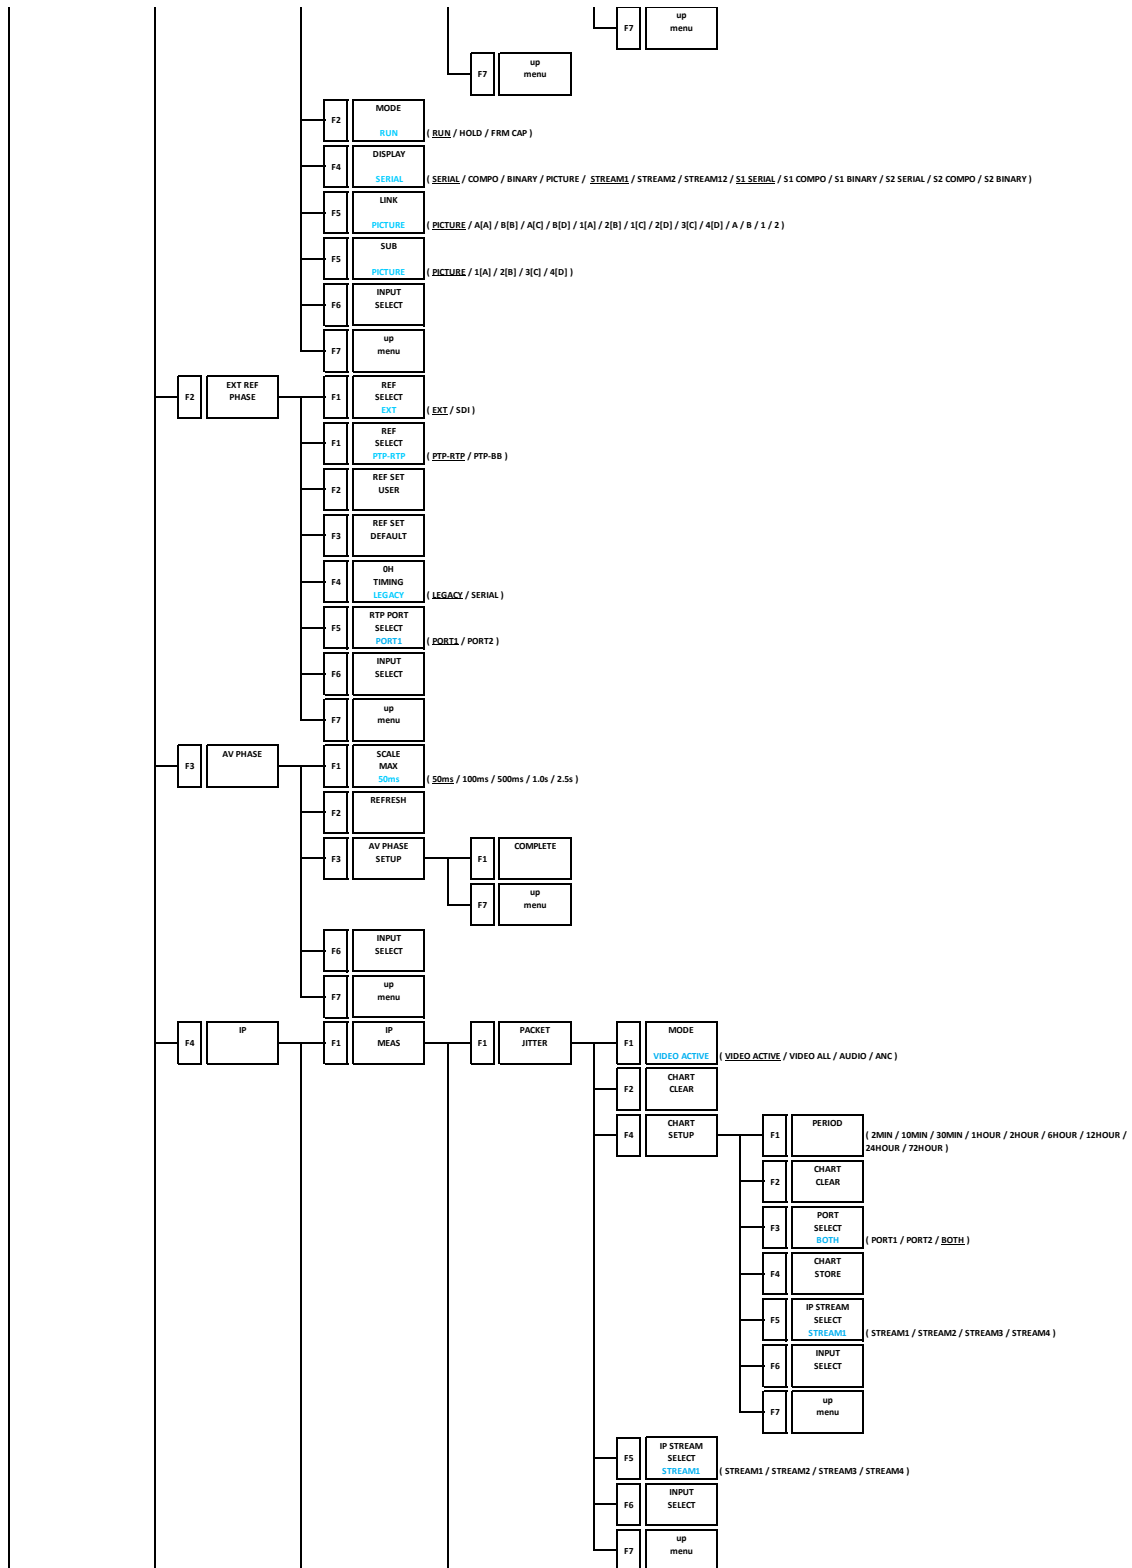 F7
up
menu
F7
up
menu
F2
MODE
RUN
( RUN / HOLD / FRM CAP )
F4
DISPLAY
SERIAL
( SERIAL / COMPO / BINARY / PICTURE / STREAM1 / STREAM2 / STREAM12 / S1 SERIAL / S1 COMPO / S1 BINARY / S2 SERIAL / S2 COMPO / S2 BINARY )
F5
LINK
PICTURE
( PICTURE / A[A] / B[B] / A[C] / B[D] / 1[A] / 2[B] / 1[C] / 2[D] / 3[C] / 4[D] / A / B / 1 / 2 )
F5
SUB
PICTURE
( PICTURE / 1[A] / 2[B] / 3[C] / 4[D] )
F6
INPUT
SELECT
F7
up
menu
F2
EXT REF
PHASE
F1
REF
SELECT
EXT
( EXT / SDI )
F1
REF
SELECT
PTP-RTP
( PTP-RTP / PTP-BB )
F2
REF SET
USER
F3
REF SET
DEFAULT
F4
0H
TIMING
LEGACY
( LEGACY / SERIAL )
F5
RTP PORT
SELECT
PORT1
( PORT1 / PORT2 )
F6
INPUT
SELECT
F7
up
menu
F3
AV PHASE
F1
SCALE
MAX
50ms
( 50ms / 100ms / 500ms / 1.0s / 2.5s )
F2
REFRESH
F3
AV PHASE
SETUP
F1
COMPLETE
F7
up
menu
F6
INPUT
SELECT
F7
up
menu
F4
IP
F1
IP
MEAS
F1
PACKET
JITTER
F1
MODE
VIDEO ACTIVE
( VIDEO ACTIVE / VIDEO ALL / AUDIO / ANC )
F2
CHART
CLEAR
F4
CHART
SETUP
F1
PERIOD
( 2MIN / 10MIN / 30MIN / 1HOUR / 2HOUR / 6HOUR / 12HOUR /
24HOUR / 72HOUR )
F2
CHART
CLEAR
F3
PORT
SELECT
BOTH
( PORT1 / PORT2 / BOTH )
F4
CHART
STORE
F5
IP STREAM
SELECT
STREAM1
( STREAM1 / STREAM2 / STREAM3 / STREAM4 )
F6
INPUT
SELECT
F7
up
menu
F5
IP STREAM
SELECT
STREAM1
( STREAM1 / STREAM2 / STREAM3 / STREAM4 )
F6
INPUT
SELECT
F7
up
menu